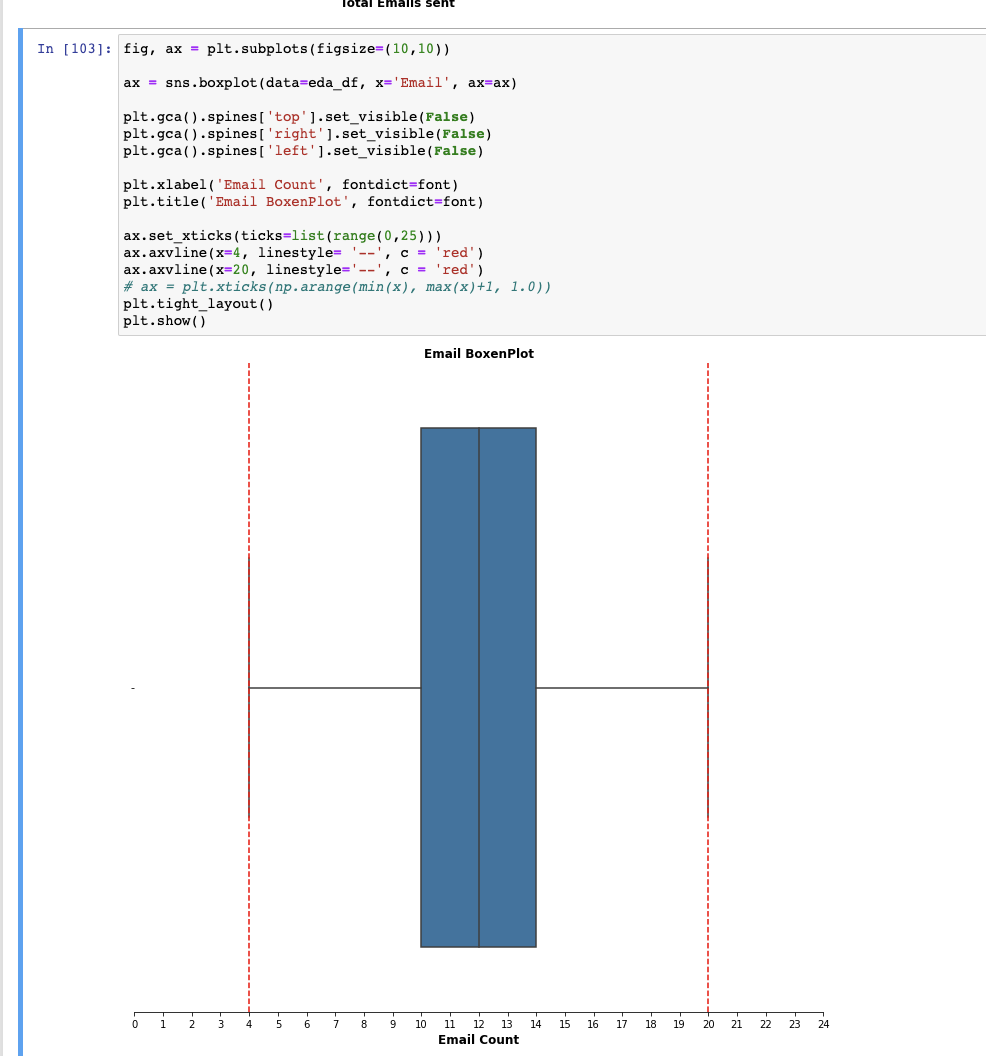 Total Emails sent
In [103]:
fig, ax = plt.subplots(figsize=(10,10))
ax = sns.boxplot(data=eda_df, x='Email', ax=ax)
plt.gca().spines['top'].set_visible(False)
plt.gca().spines['right'].set_visible(False)
plt.gca().spines['left'].set_visible(False)
plt.xlabel('Email Count', fontdict=font)
plt.title('Email BoxenPlot', fontdict=font)
ax.set_xticks(ticks=list(range(0,25)))
ax.axvline(x=4, linestyle= '--', c = 'red')
ax.axvline(x=20, linestyle='--', c = 'red')
# ax = plt.xticks(np.arange(min(x), max(x)+1, 1.0))
plt.tight_layout()
plt.show()
Email BoxenPlot
0 1 2 3 4 5 6 7 8 9 10 11 12 13 14 15 16 17 18 19 20 21 22 23 24
Email Count